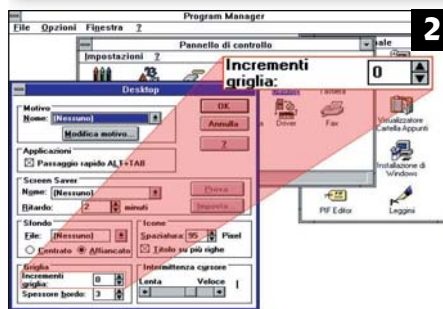 Program Manager
2
File Opzioni Finestra ?
Pannello di controllo
Impostazioni ?
Incrementi
griglia:
0
Desktop
Driver
Fax
Visualizzatore
Cartella Appunti
Installazione di
Windows
PIF Editor
Leggimi
Motivo
Nome: (Nessuno)
Modifica motivo...
OK
Annulla
?
Applicazioni
Passaggio rapido ALT+TAB
Screen Saver
Nome: (Nessuno)
Prova
Ritardo: 2 minuti
Imposta...
Sfondo
File: (Nessuno)
Centrato Affiancato
Icone
Spaziatura: 95 Pixel
Titolo su più righe
Griglia
Incrementi
griglia: 0
Spessore bordo: 3
Intermittenza cursore
Lenta Veloce